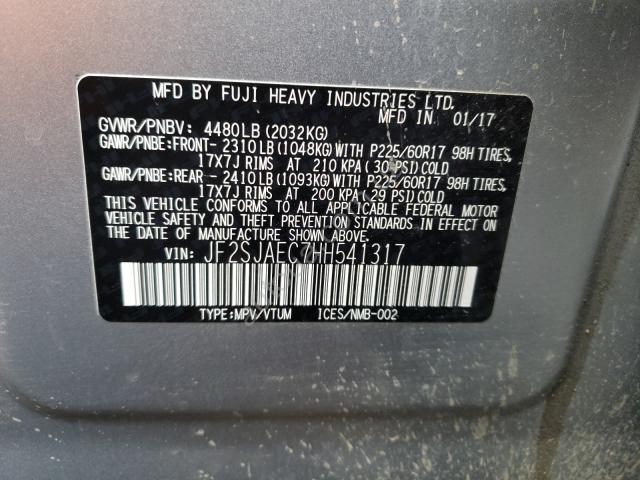 MFD BY FUJI HEAVY INDUSTRIES LTD.
MFD IN 01/17
GVWR/PNBV: 4480LB(2032KG)
GAWR/PNBE:FRONT- 2310 LB(1048KG)WITH P225/60R17 98H TIRES,
17X7J RIMS AT 210 KPA (30 PSI)COLD
GAWR/PNBE:REAR - 2410 LB(1093KG)WITH P225/60R17 98H TIRES,
17X7J RIMS AT 200 KPA (29 PSI)COLD
THIS VEHICLE CONFORMS TO ALL APPLICABLE FEDERAL MOTOR
VEHICLE SAFETY AND THEFT PREVENTION STANDARDS IN EFFECT
ON THE DATE OF MANUFACTURE SHOWN ABOVE.
VIN: JF2SJAEC7HH541317
TYPE:MPV/VTUM ICES/NMB-002